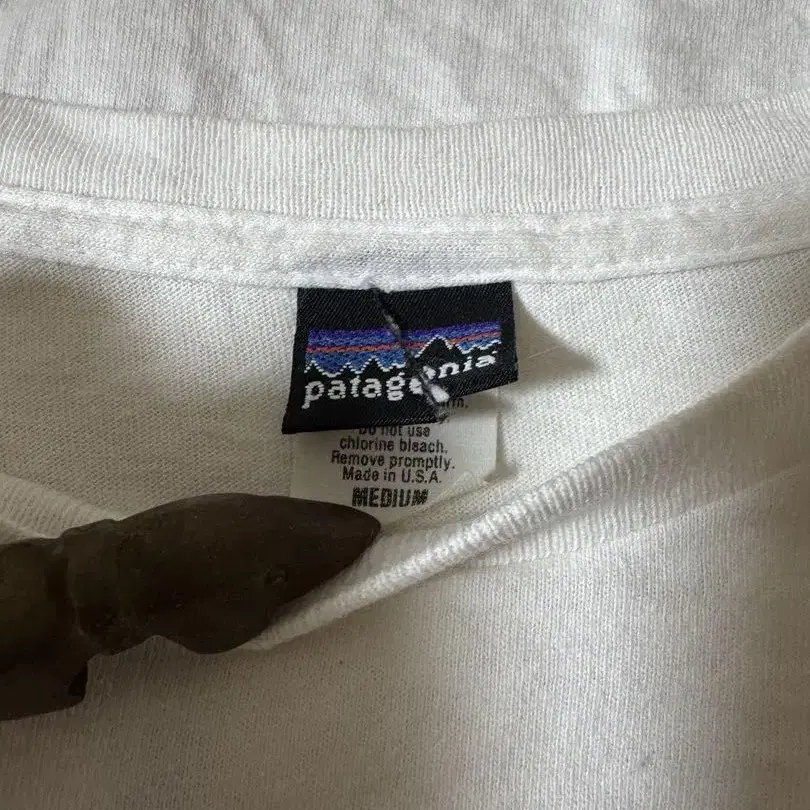 patagonia
Do not use
chlorine bleach.
Remove promptly.
Made in U.S.A.
MEDIUM